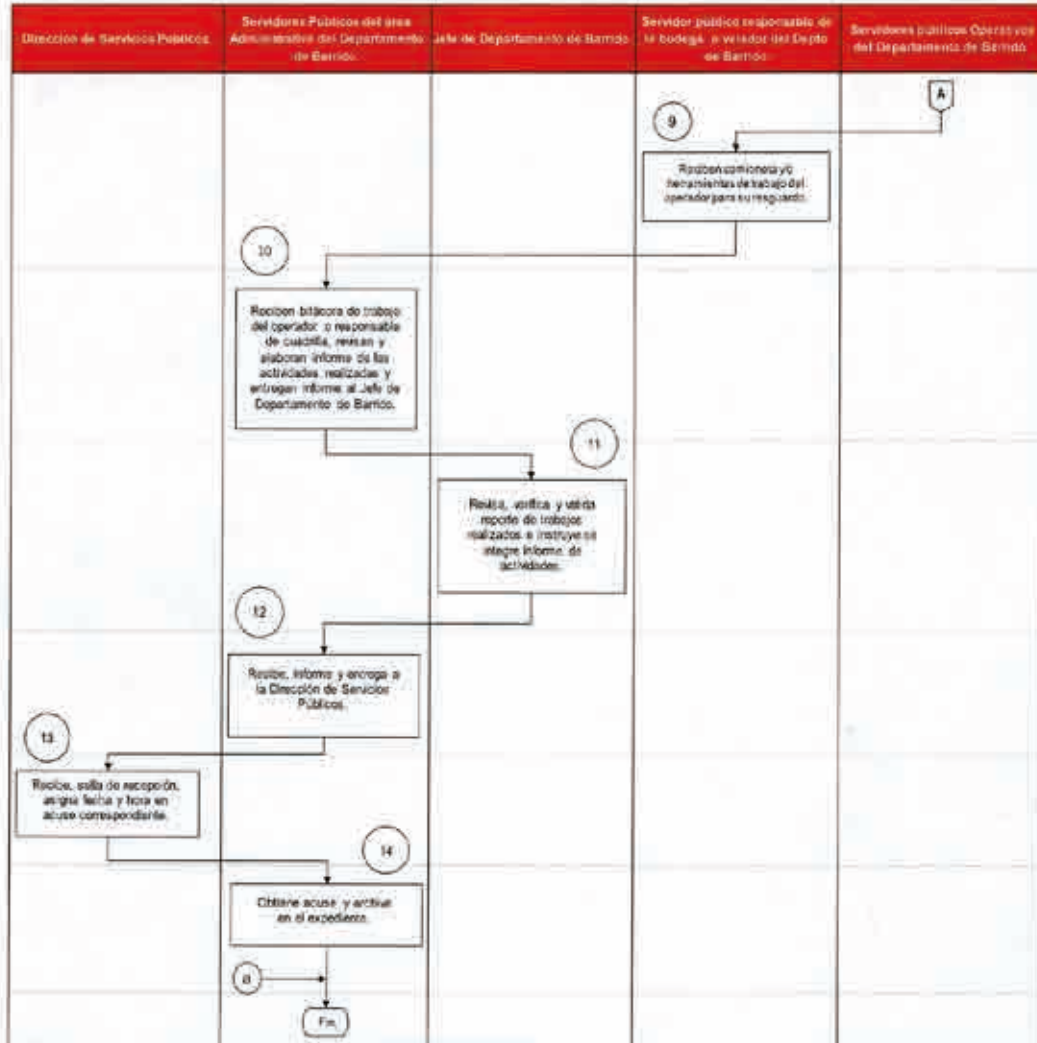 Dirección de Servicios Públicos
Servidores Públicos del área
Administrativa del Departamento
de Barrido.
Jefe de Departamento de Barrido
Servidor público responsable de
la bodega o velador del Depto
de Barrido.
Servidores públicos Operativos
del Departamento de Barrido
A
9
Reciben camioneta y/o
herramientas de trabajo del
operador para su resguardo.
10
Reciben bitácora de trabajo
del operador o responsable
de cuadrilla, revisan y
elaboran informe de las
actividades realizadas y
entregan informe al Jefe de
Departamento de Barrido.
11
Revisa, verifica y valida
reporte de trabajos
realizados e instruye se
integre informe de
actividades.
12
Recibe, informe y entrega a
la Dirección de Servicios
Públicos.
13
Recibe, sella de recepción,
asigna fecha y hora en
acuse correspondiente.
14
Obtiene acuse y archiva
en el expediente.
Fin